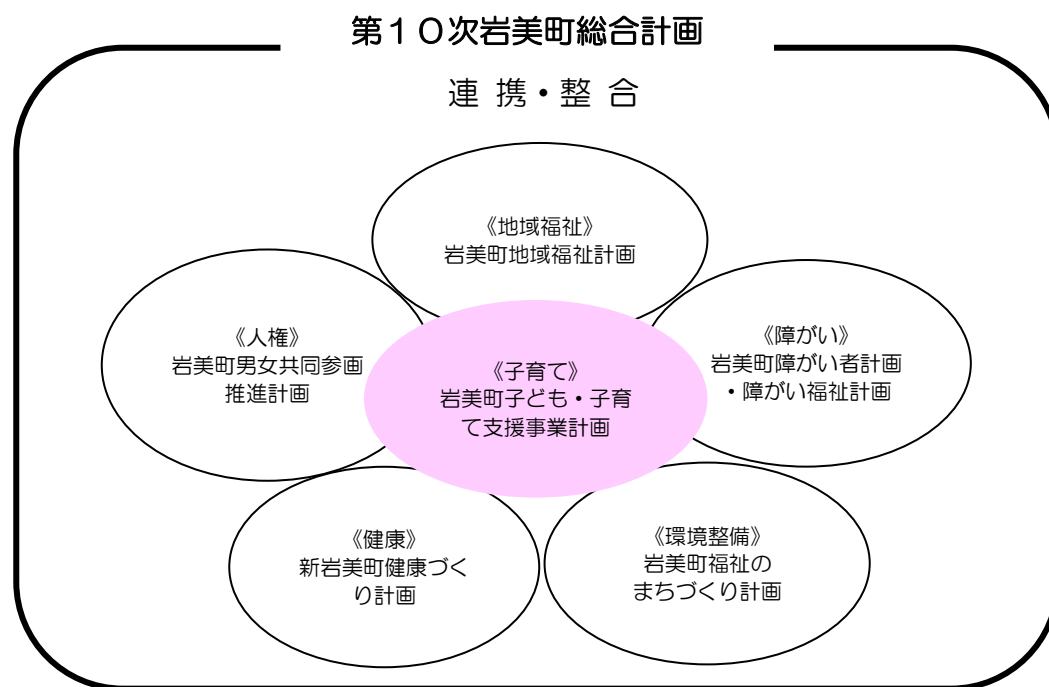 第１０次岩美町総合計画
連 携・整 合
《地域福祉》
岩美町地域福祉計画
《人権》
岩美町男女共同参画
推進計画
《障がい》
岩美町障がい者計画
・障がい福祉計画
《子育て》
岩美町子ども・子育
て支援事業計画
《健康》
新岩美町健康づく
り計画
《環境整備》
岩美町福祉の
まちづくり計画